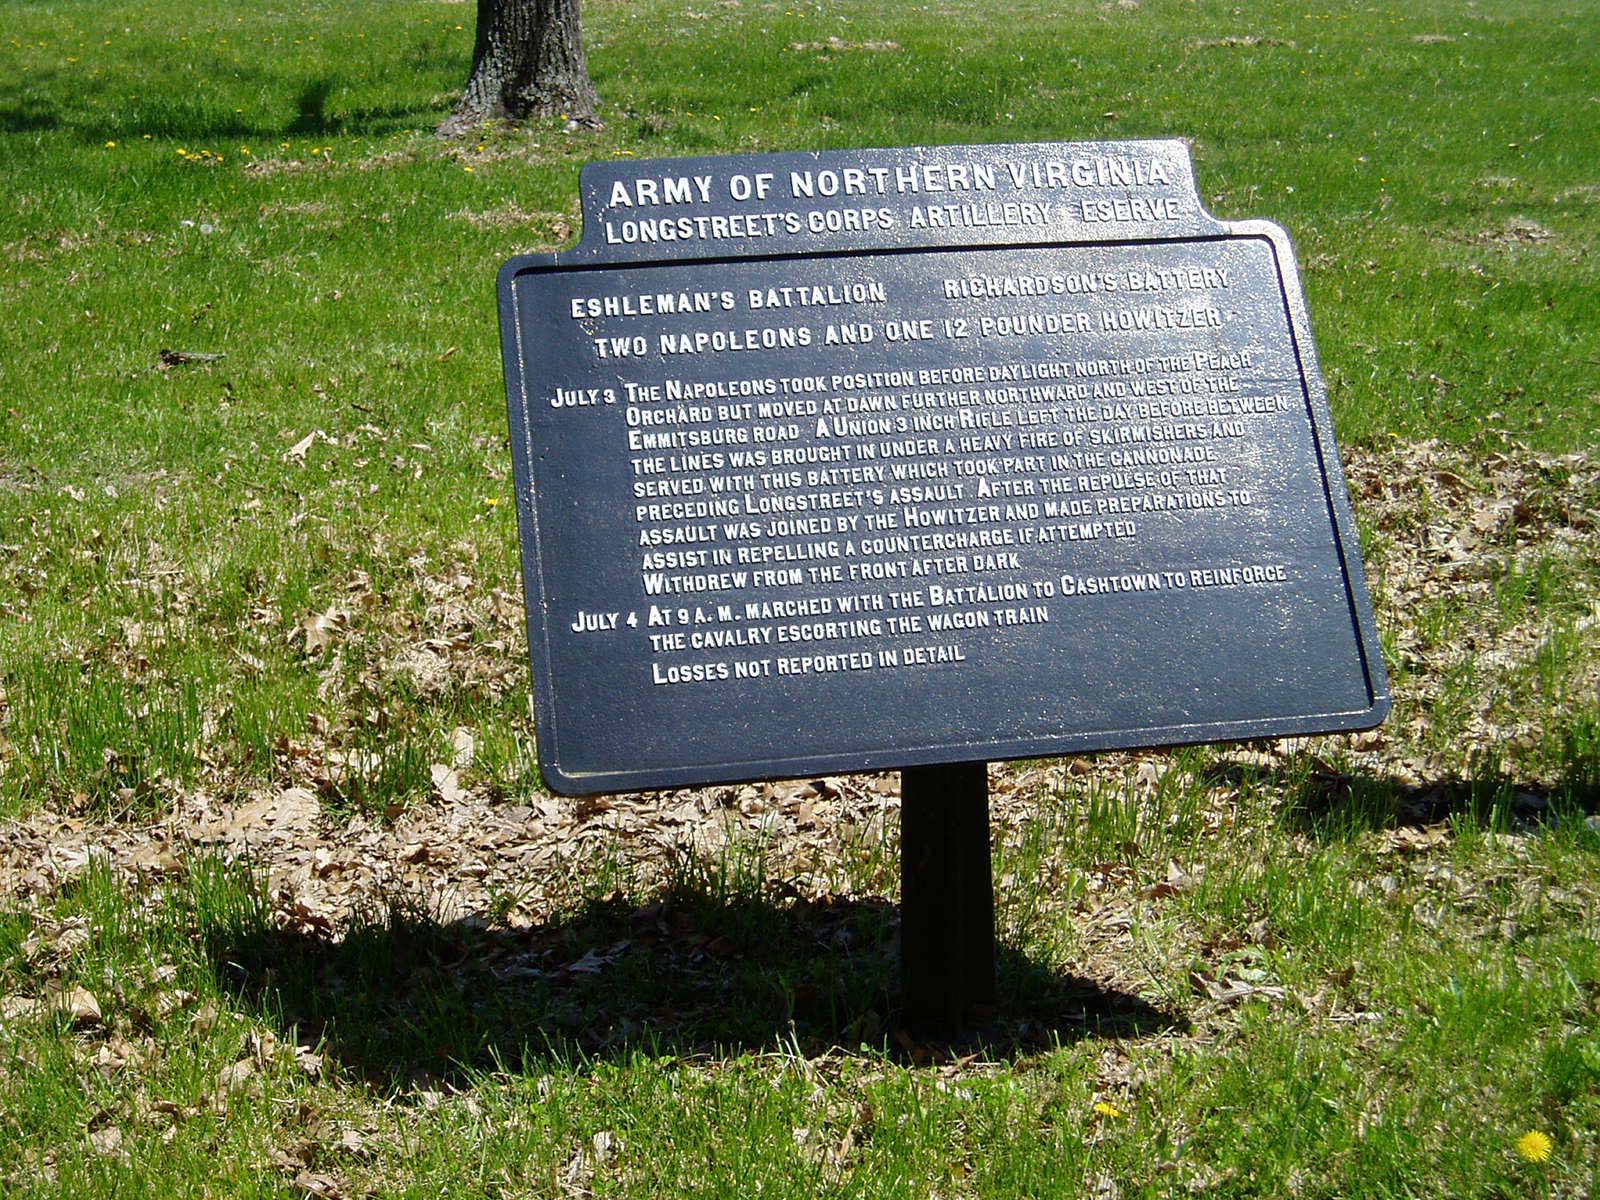 ARMY OF NORTHERN VIRGINIA
LONGSTREET'S CORPS ARTILLERY ESERVE
ESHLEMAN'S BATTALION RICHARDSON'S BATTERY
TWO NAPOLEONS AND ONE 12 POUNDER HOWITZER
JULY 3 THE NAPOLEONS TOOK POSITION BEFORE DAYLIGHT NORTH OF THE PEACH
ORCHARD BUT MOVED AT DAWN FURTHER NORTHWARD AND WEST OF THE
EMMITSBURG ROAD A UNION 3 INCH RIFLE LEFT THE DAY BEFORE BETWEEN
THE LINES WAS BROUGHT IN UNDER A HEAVY FIRE OF SKIRMISHERS AND
SERVED WITH THIS BATTERY WHICH TOOK PART IN THE CANNONADE
PRECEDING LONGSTREET'S ASSAULT AFTER THE REPULSE OF THAT
ASSAULT WAS JOINED BY THE HOWITZER AND MADE PREPARATIONS TO
ASSIST IN REPELLING A COUNTERCHARGE IF ATTEMPTED
WITHDREW FROM THE FRONT AFTER DARK
JULY 4 AT 9 A.M. MARCHED WITH THE BATTALION TO CASHTOWN TO REINFORCE
THE CAVALRY ESCORTING THE WAGON TRAIN
LOSSES NOT REPORTED IN DETAIL